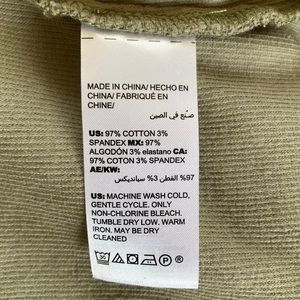 MADE IN CHINA/ HECHO EN
CHINA/ FABRIQUÉ EN
CHINE/
صنع في الصين
US: 97% COTTON 3%
SPANDEX MX: 97%
ALGODÓN 3% elastano CA:
97% COTON 3% SPANDEX
AE/KW:
97% القطن 3% سباندیكس
US: MACHINE WASH COLD,
GENTLE CYCLE. ONLY
NON-CHLORINE BLEACH.
TUMBLE DRY LOW. WARM
IRON. MAY BE DRY
CLEANED
30
P